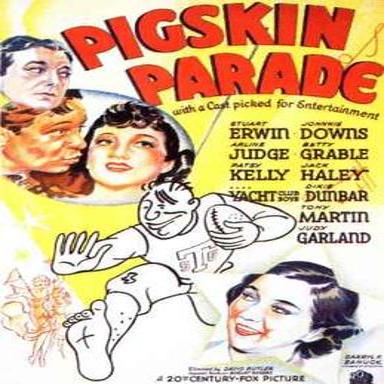 PIGSKIN
PARADE
with a Cast picked for Entertainment
STUART ERWIN
JOHNNIE DOWNS
ARLINE JUDGE
BETTY GRABLE
PATSY KELLY
JACK HALEY
YACHT CLUB BOYS
DIXIE DUNBAR
TONY MARTIN
JUDY GARLAND
T
Directed by DAVID BUTLER
A 20TH CENTURY-FOX PICTURE
DARRYL F.
ZANUCK